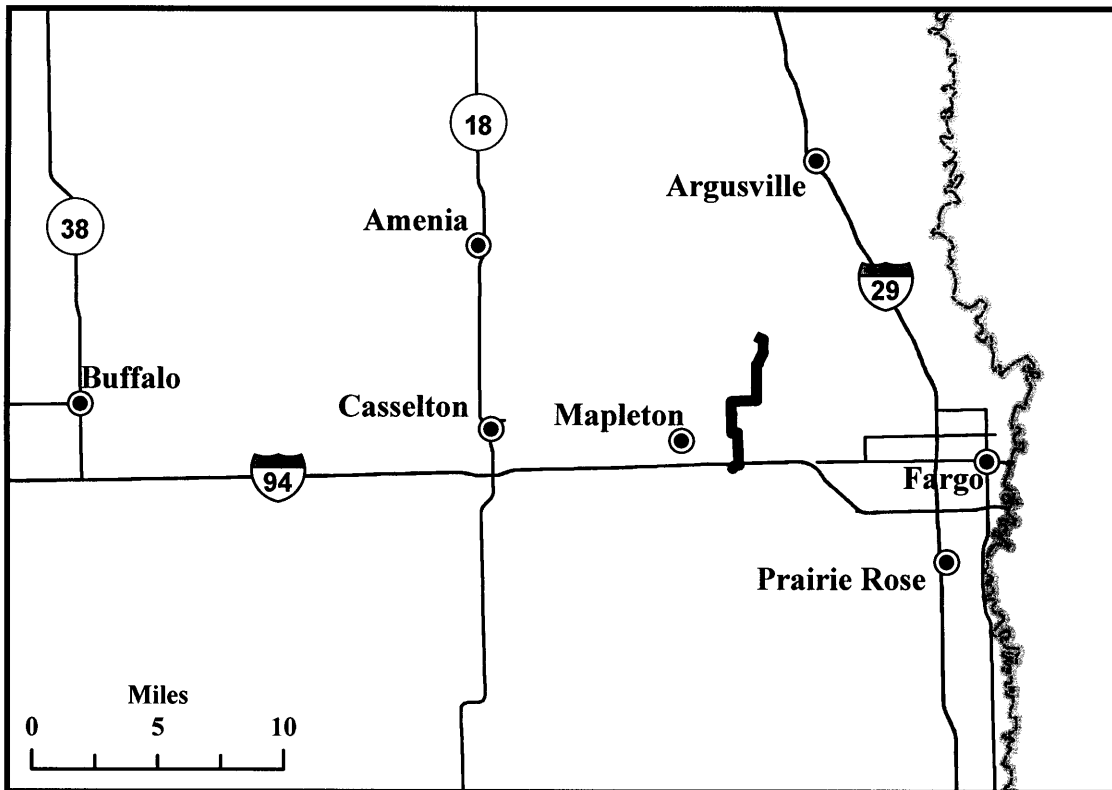 18
Argusville
Amenia
38
29
Buffalo
Casselton
Mapleton
94
Fargo
Prairie Rose
Miles
0 5 10